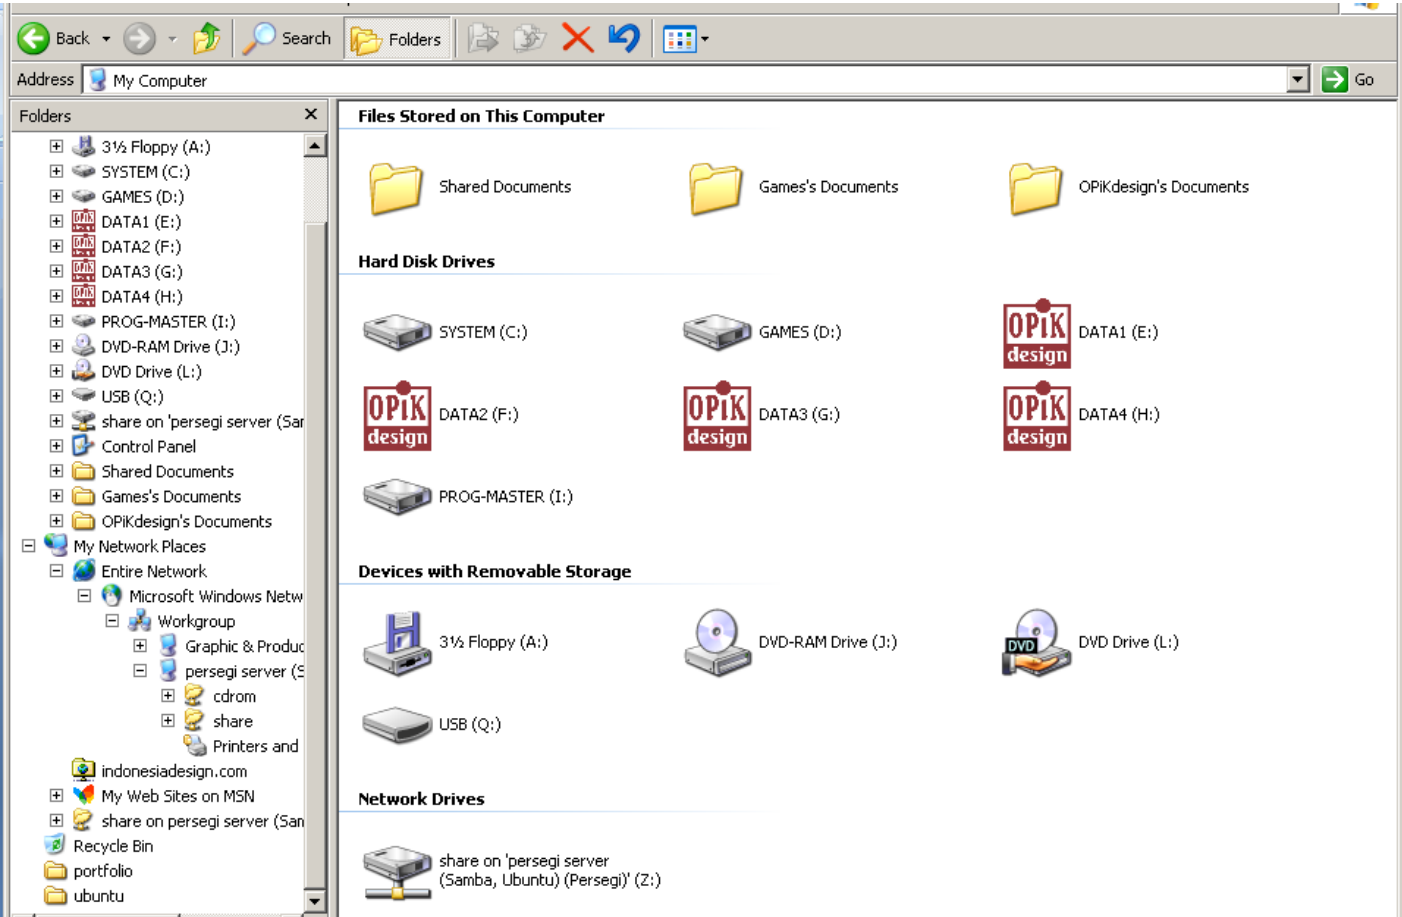 Back
Search
Folders
Address
My Computer
Go
Folders
3½ Floppy (A:)
SYSTEM (C:)
GAMES (D:)
DATA1 (E:)
DATA2 (F:)
DATA3 (G:)
DATA4 (H:)
PROG-MASTER (I:)
DVD-RAM Drive (J:)
DVD Drive (L:)
USB (Q:)
share on 'persegi server (Sar
Control Panel
Shared Documents
Games's Documents
OPiKdesign's Documents
My Network Places
Entire Network
Microsoft Windows Netw
Workgroup
Graphic & Produc
persegi server (S
cdrom
share
Printers and
indonesiadesign.com
My Web Sites on MSN
share on persegi server (San
Recycle Bin
portfolio
ubuntu
Files Stored on This Computer
Shared Documents
Games's Documents
OPiKdesign's Documents
Hard Disk Drives
SYSTEM (C:)
GAMES (D:)
OPiK
design
DATA1 (E:)
OPiK
design
DATA2 (F:)
OPiK
design
DATA3 (G:)
OPiK
design
DATA4 (H:)
PROG-MASTER (I:)
Devices with Removable Storage
3½ Floppy (A:)
DVD-RAM Drive (J:)
DVD
DVD Drive (L:)
USB (Q:)
Network Drives
share on 'persegi server
(Samba, Ubuntu) (Persegi)' (Z:)